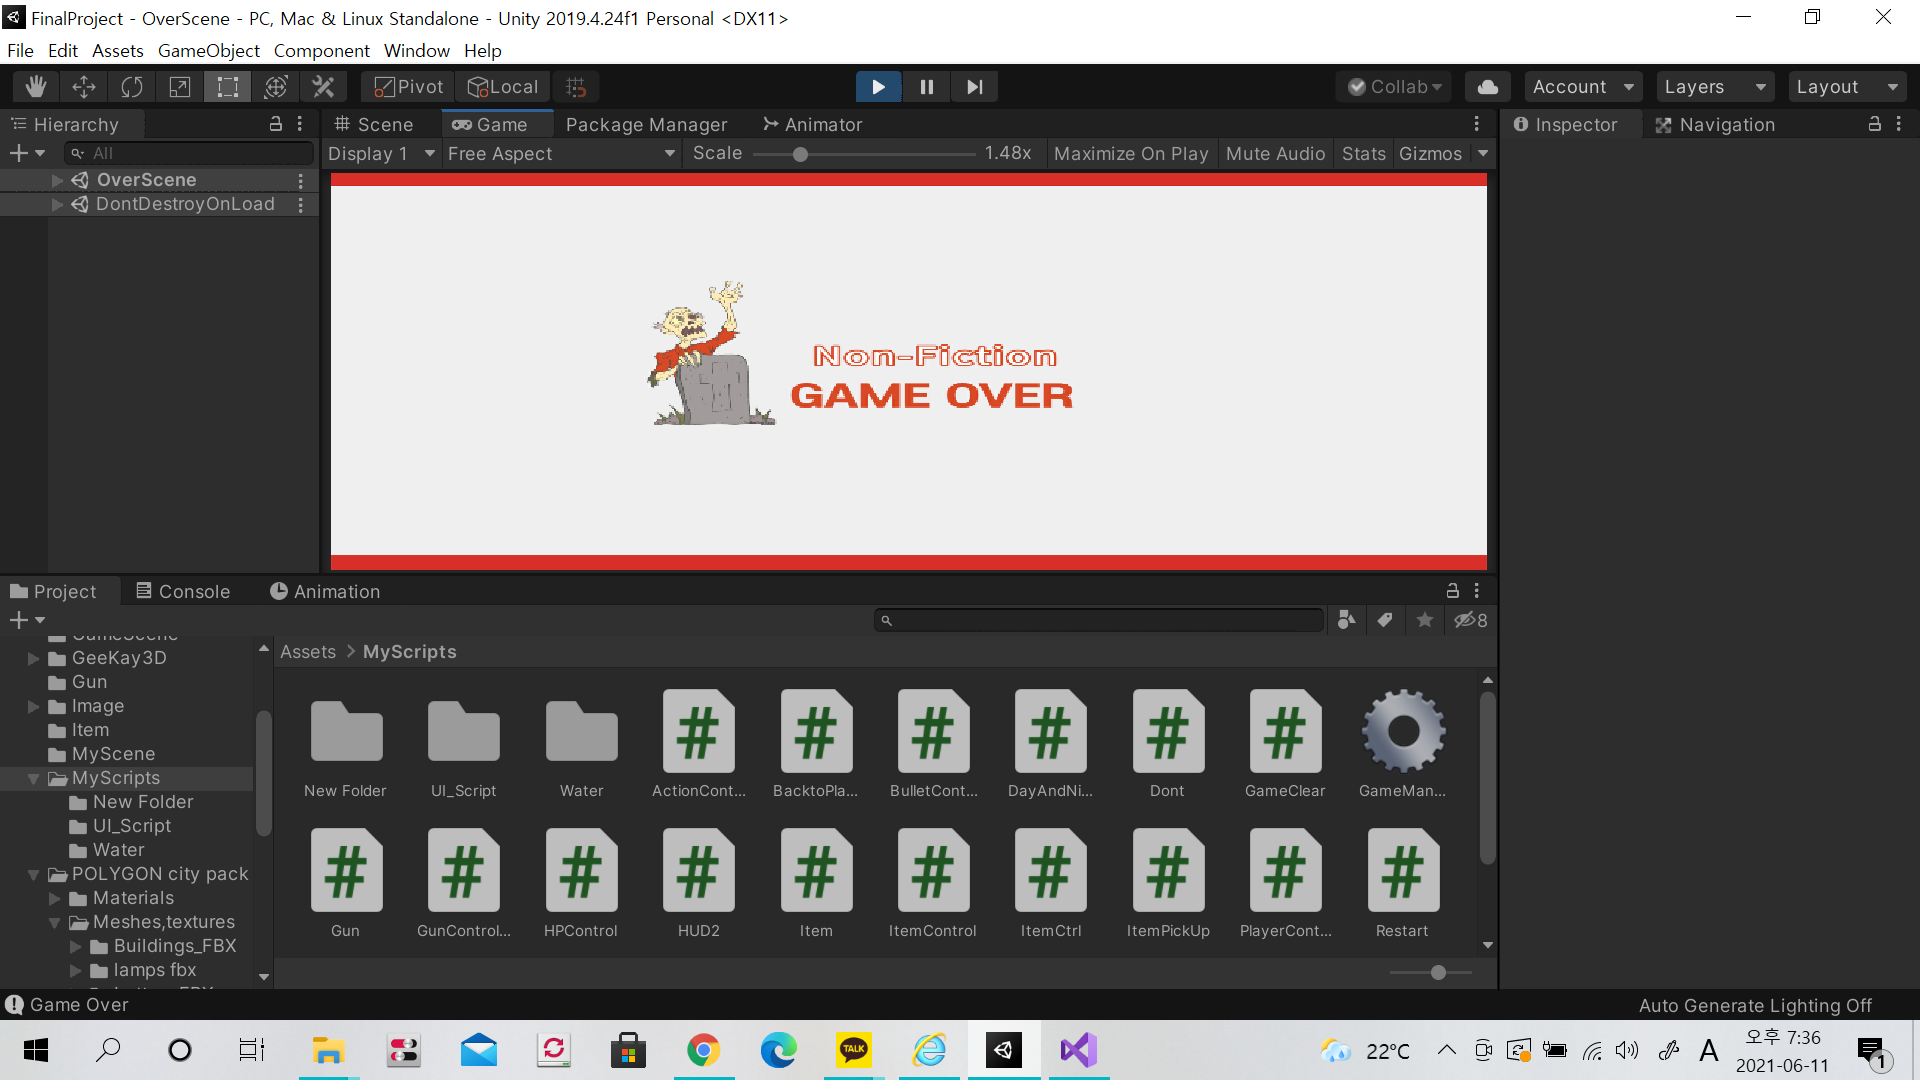 FinalProject - OverScene - PC, Mac & Linux Standalone - Unity 2019.4.24f1 Personal <DX11>
File Edit Assets GameObject Component Window Help
Pivot Local Collab Account Layers Layout
Hierarchy
All
OverScene
DontDestroyOnLoad
Scene Game Package Manager Animator
Display 1 Free Aspect Scale 1.48x Maximize On Play Mute Audio Stats Gizmos
Non-Fiction
GAME OVER
Inspector Navigation
Project Console Animation
8
GameScene
GeeKay3D
Gun
Image
Item
MyScene
MyScripts
New Folder
UI_Script
Water
POLYGON city pack
Materials
Meshes,textures
Buildings_FBX
lamps fbx
Assets > MyScripts
New Folder UI_Script Water ActionCont... BacktoPla... BulletCont... DayAndNi... Dont GameClear GameMan...
Gun GunControl... HPControl HUD2 Item ItemControl ItemCtrl ItemPickUp PlayerCont... Restart
Game Over
Auto Generate Lighting Off
TALK
22℃
A
오후 7:36
2021-06-11
1